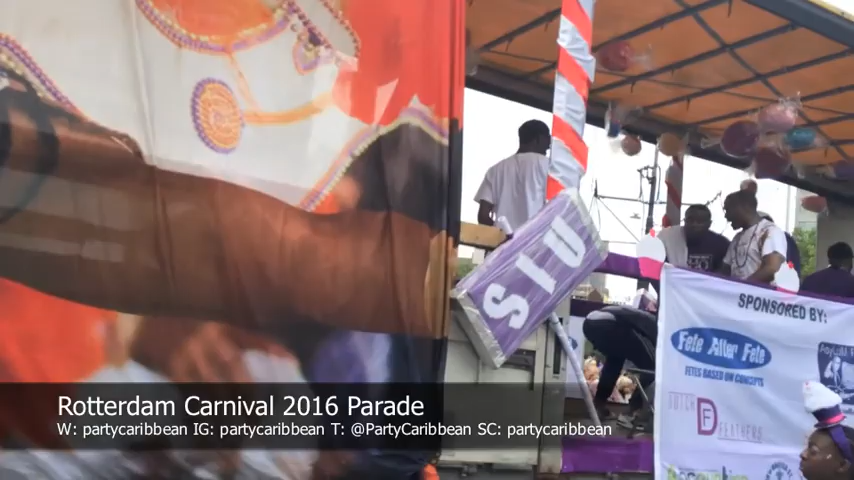 SIU
SPONSORED BY:
Fete After Fete
FETES BASED ON CONCEPTS
DUTCH
FEATHERS
Rotterdam Carnival 2016 Parade
W: partycaribbean IG: partycaribbean T: @PartyCaribbean SC: partycaribbean